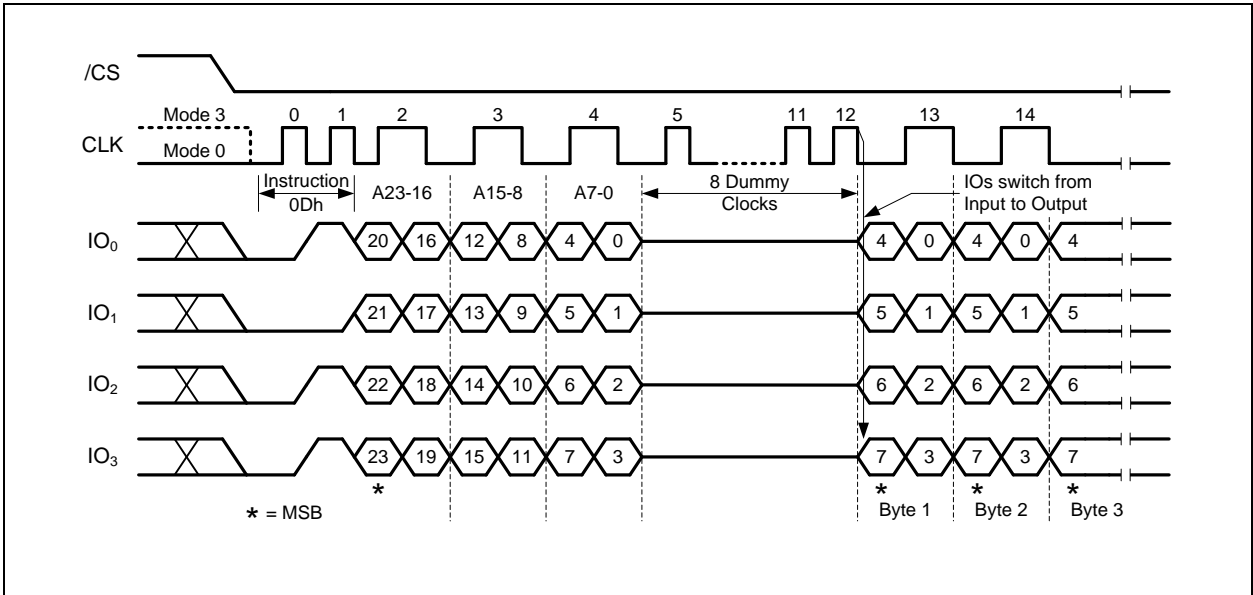 /CS
Mode 3 0 1 2 3 4 5 11 12 13 14
CLK
Mode 0
Instruction
0Dh
A23-16 A15-8 A7-0
8 Dummy
Clocks
IOs switch from
Input to Output
IO₀ 20 16 12 8 4 0 4 0 4 0 4
IO₁ 21 17 13 9 5 1 5 1 5 1 5
IO₂ 22 18 14 10 6 2 6 2 6 2 6
IO₃ 23 19 15 11 7 3 7 3 7 3 7
* * * *
* = MSB
Byte 1 Byte 2 Byte 3